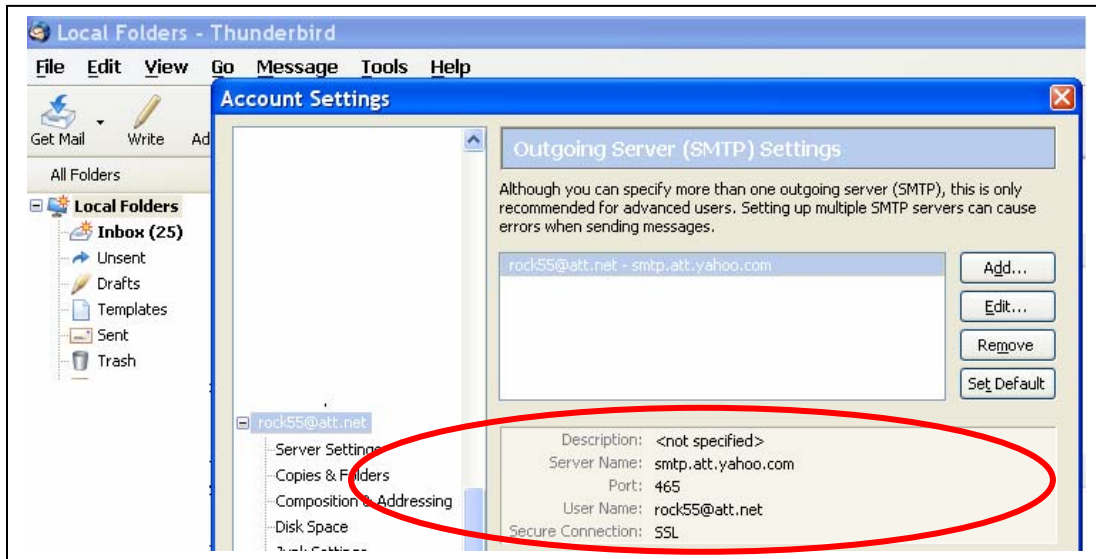 Local Folders - Thunderbird
File Edit View Go Message Tools Help
Get Mail Write Ad
All Folders
Local Folders
Inbox (25)
Unsent
Drafts
Templates
Sent
Trash
Account Settings
rock55@att.net
Server Settings
Copies & Folders
Composition & Addressing
Disk Space
Junk Settings
Outgoing Server (SMTP) Settings
Although you can specify more than one outgoing server (SMTP), this is only
recommended for advanced users. Setting up multiple SMTP servers can cause
errors when sending messages.
rock55@att.net - smtp.att.yahoo.com
Add...
Edit...
Remove
Set Default
Description: <not specified>
Server Name: smtp.att.yahoo.com
Port: 465
User Name: rock55@att.net
Secure Connection: SSL